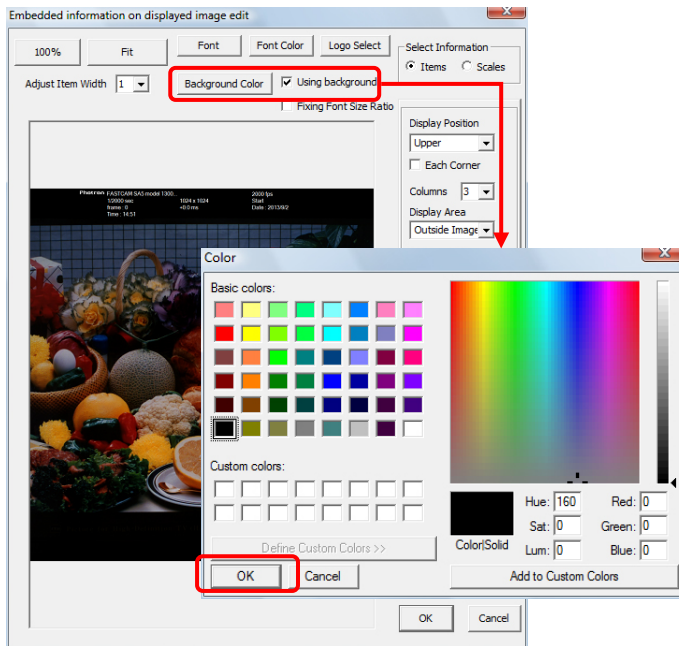 Embedded information on displayed image edit
100% Fit Font Font Color Logo Select
Select Information
Items Scales
Adjust Item Width 1 Background Color Using background
Fixing Font Size Ratio
Display Position
Upper
Each Corner
Columns 3
Display Area
Outside Image
Photron FASTCAM SA5 model 1300... 2000 fps
1/2000 sec 1024 x 1024 Start
frame : 0 +0.0 ms Date : 2013/9/2
Time : 14:51
Color
Basic colors:
Custom colors:
Define Custom Colors >>
OK Cancel
Color|Solid
Hue: 160 Red: 0
Sat: 0 Green: 0
Lum: 0 Blue: 0
Add to Custom Colors
OK Cancel